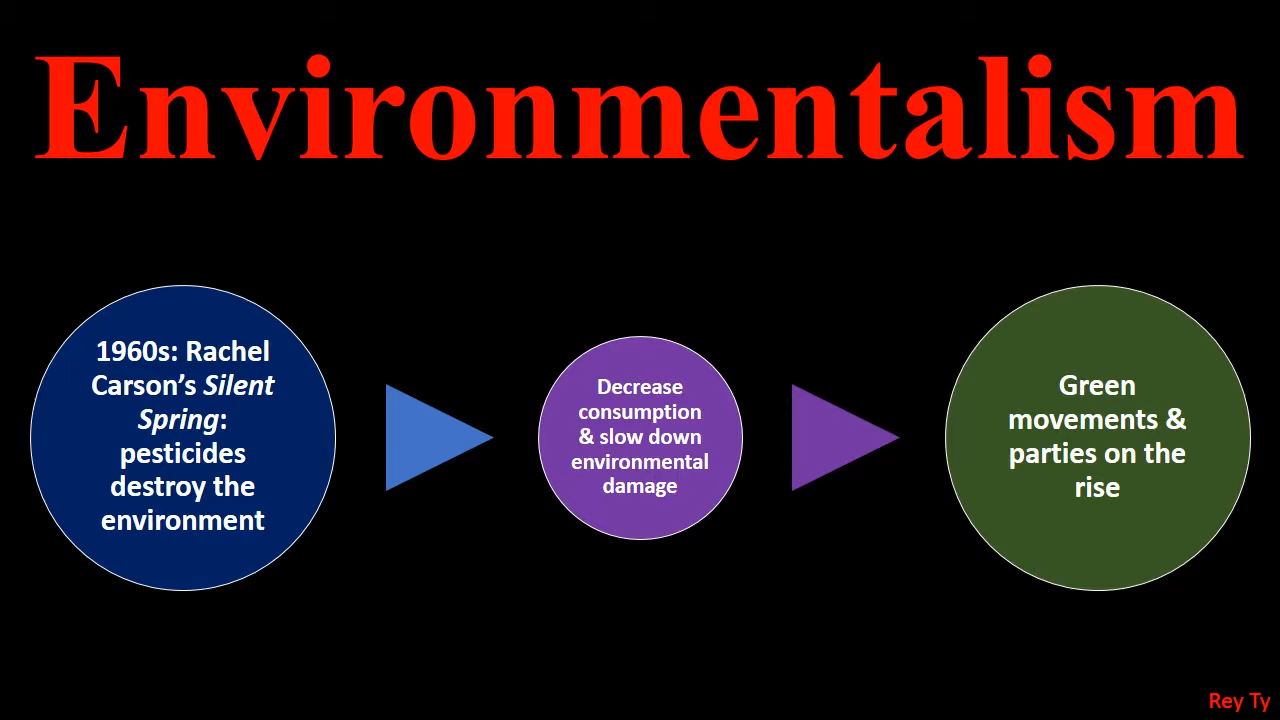 Environmentalism
1960s: Rachel
Carson’s Silent
Spring:
pesticides
destroy the
environment
Decrease
consumption
& slow down
environmental
damage
Green
movements &
parties on the
rise
Rey Ty